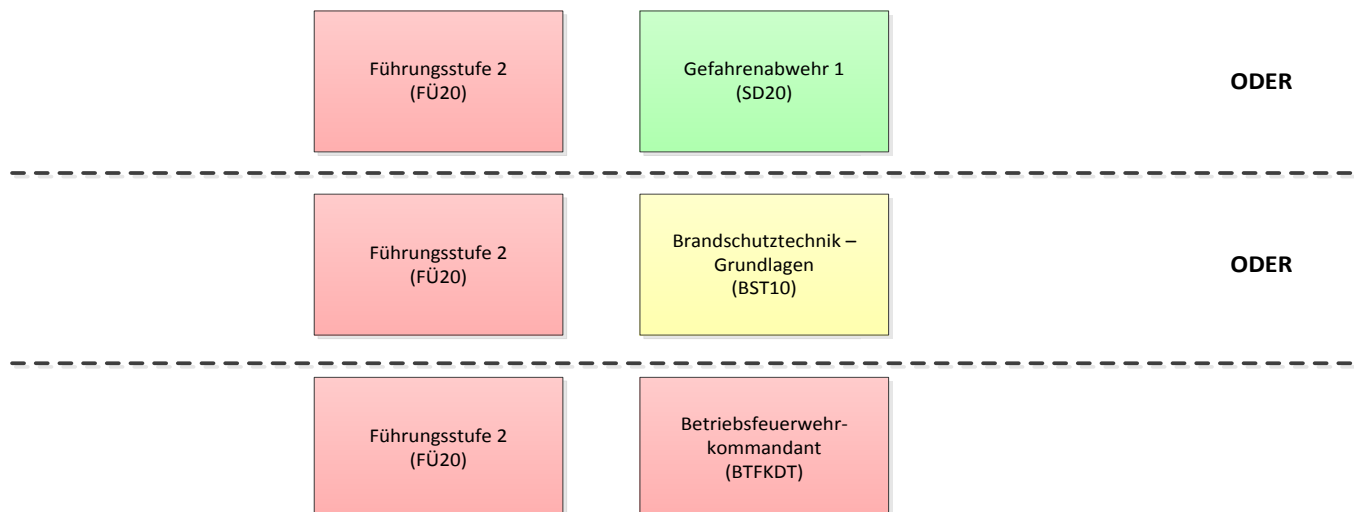 Führungsstufe 2
(FÜ20)
Gefahrenabwehr 1
(SD20)
ODER
Führungsstufe 2
(FÜ20)
Brandschutztechnik –
Grundlagen
(BST10)
ODER
Führungsstufe 2
(FÜ20)
Betriebsfeuerwehr-
kommandant
(BTFKDT)